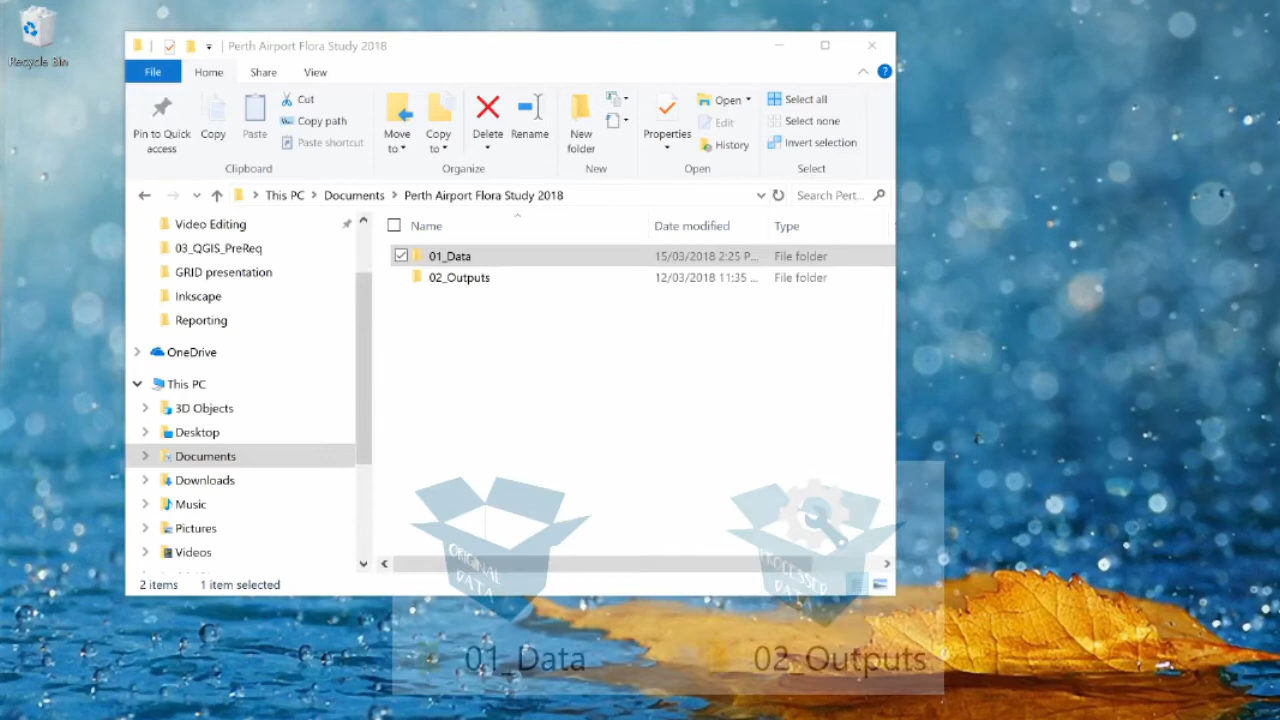 Recycle Bin
Perth Airport Flora Study 2018
File Home Share View
Pin to Quick access
Copy
Paste
Cut
Copy path
Paste shortcut
Clipboard
Move to
Copy to
Delete
Rename
Organize
New folder
New
Properties
Open
Edit
History
Open
Select all
Select none
Invert selection
Select
This PC > Documents > Perth Airport Flora Study 2018
Search Pert...
Video Editing
03_QGIS_PreReq
GRID presentation
Inkscape
Reporting
OneDrive
This PC
3D Objects
Desktop
Documents
Downloads
Music
Pictures
Videos
Name Date modified Type
01_Data 15/03/2018 2:25 P... File folder
02_Outputs 12/03/2018 11:35 ... File folder
2 items 1 item selected
ORIGINAL
DATA
PROCESSED
DATA
01_Data 02_Outputs